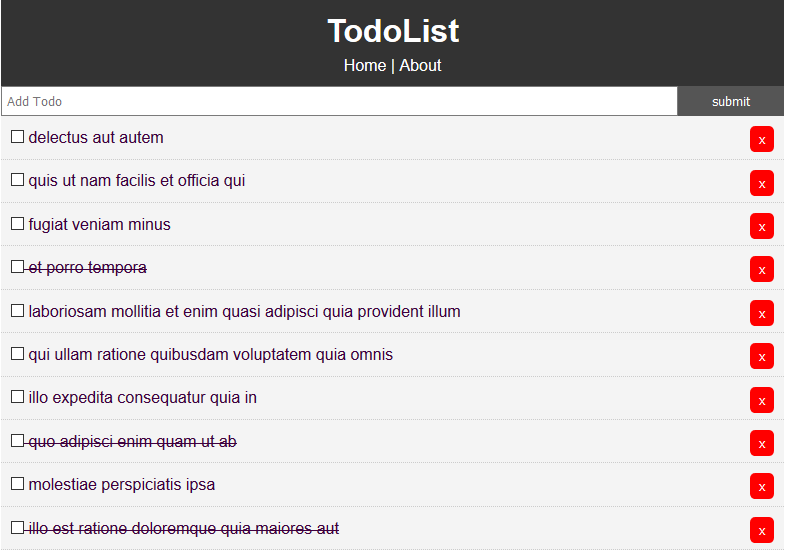 TodoList
Home | About
Add Todo submit
delectus aut autem x
quis ut nam facilis et officia qui x
fugiat veniam minus x
et porro tempora x
laboriosam mollitia et enim quasi adipisci quia provident illum x
qui ullam ratione quibusdam voluptatem quia omnis x
illo expedita consequatur quia in x
quo adipisci enim quam ut ab x
molestiae perspiciatis ipsa x
illo est ratione doloremque quia maiores aut x